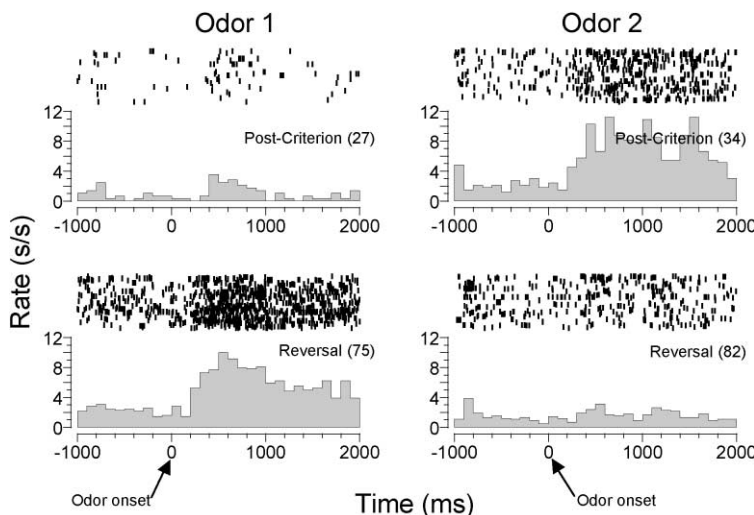 Odor 1
Odor 2
12
8
4
0
Post-Criterion (27)
-1000 0 1000 2000
12
8
4
0
Post-Criterion (34)
-1000 0 1000 2000
Rate (s/s)
12
8
4
0
Reversal (75)
-1000 0 1000 2000
12
8
4
0
Reversal (82)
-1000 0 1000 2000
Odor onset
Time (ms)
Odor onset